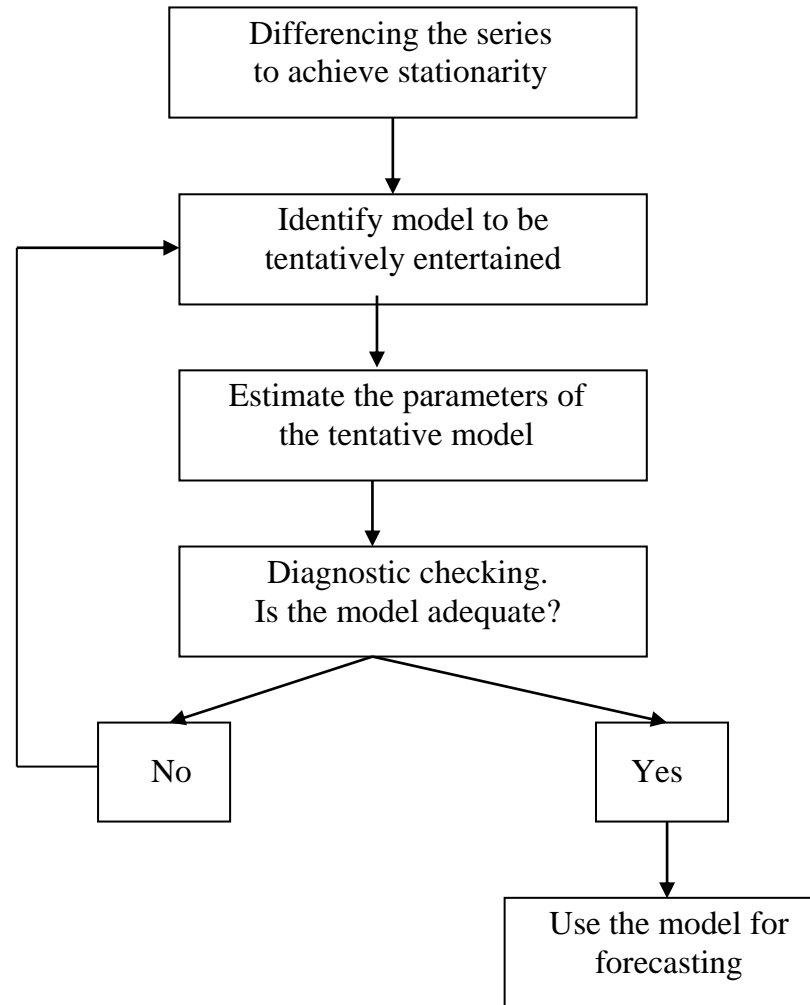 Differencing the series
to achieve stationarity
Identify model to be
tentatively entertained
Estimate the parameters of
the tentative model
Diagnostic checking.
Is the model adequate?
No
Yes
Use the model for
forecasting